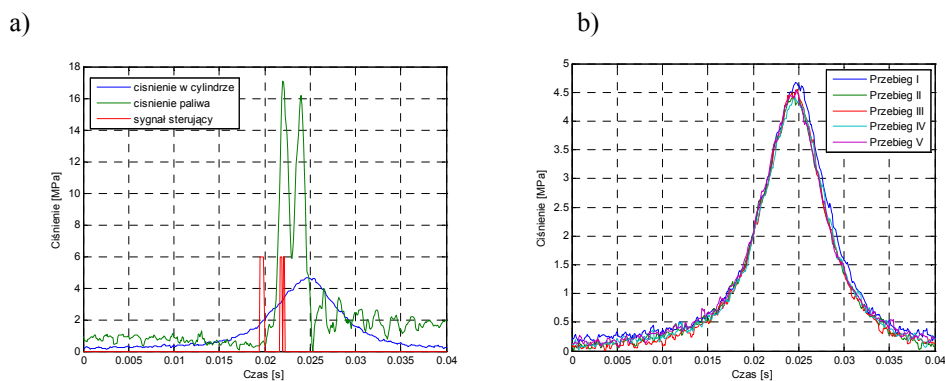 a)
b)
18
16
14
12
10
8
6
4
2
0
Ciśnienie [MPa]
0
0.005
0.01
0.015
0.020
0.025
0.03
0.035
0.04
Czas [s]
cisnienie w cylindrze
cisnienie paliwa
sygnał sterujący
5
4.5
4
3.5
3
2.5
2
1.5
1
0.5
0
Ciśnienie [MPa]
0
0.005
0.01
0.015
0.020
0.025
0.03
0.035
0.04
Czas [s]
Przebieg I
Przebieg II
Przebieg III
Przebieg IV
Przebieg V